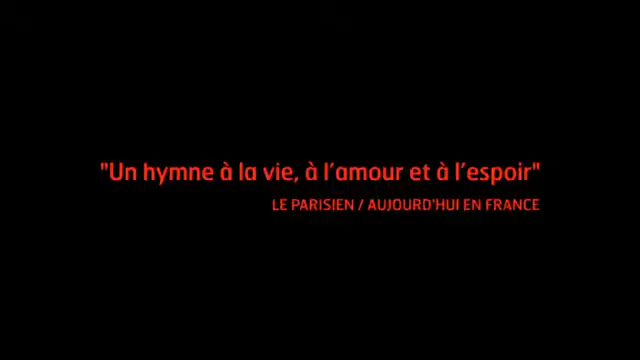 "Un hymne à la vie, à l’amour et à l’espoir"
LE PARISIEN / AUJOURD'HUI EN FRANCE